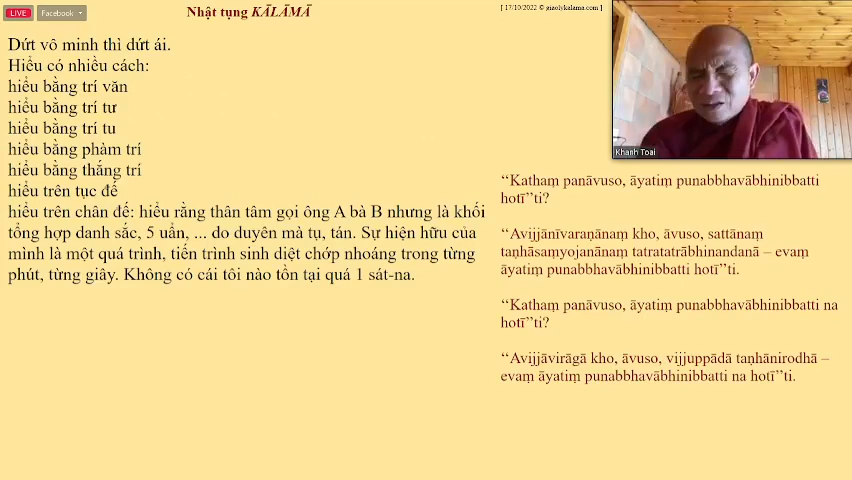 LIVE
Facebook
Nhật tụng KĀLĀMĀ
[ 17/10/2022 © giaolykalama.com ]
Dứt vô minh thì dứt ái.
Hiểu có nhiều cách:
hiểu bằng trí văn
hiểu bằng trí tư
hiểu bằng trí tu
hiểu bằng phàm trí
hiểu bằng thắng trí
hiểu trên tục đế
hiểu trên chân đế: hiểu rằng thân tâm gọi ông A bà B nhưng là khối
tổng hợp danh sắc, 5 uẩn, ... do duyên mà tụ, tán. Sự hiện hữu của
mình là một quá trình, tiến trình sinh diệt chớp nhoáng trong từng
phút, từng giây. Không có cái tôi nào tồn tại quá 1 sát-na.
Khanh Toai
“Kathaṃ panāvuso, āyatiṃ punabbhavābhinibbatti
hotī”ti?
“Avijjānīvaraṇānaṃ kho, āvuso, sattānaṃ
taṇhāsaṃyojanānaṃ tatratatrābhinandanā – evaṃ
āyatiṃ punabbhavābhinibbatti hotī”ti.
“Kathaṃ panāvuso, āyatiṃ punabbhavābhinibbatti na
hotī”ti?
“Avijjāvirāgā kho, āvuso, vijjuppādā taṇhānirodhā –
evaṃ āyatiṃ punabbhavābhinibbatti na hotī”ti.